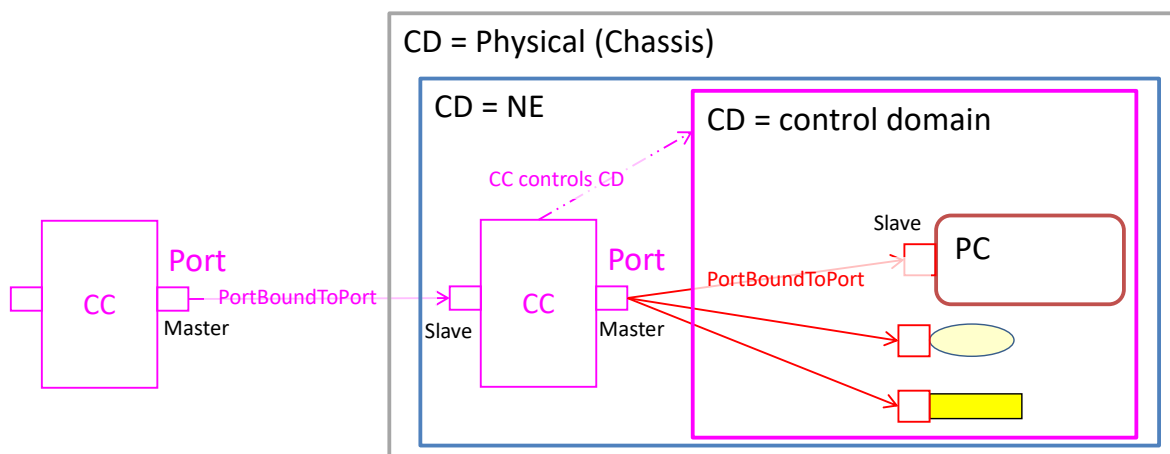 CD = Physical (Chassis)
CD = NE
CD = control domain
CC controls CD
Slave
PC
Port
Port
PortBoundToPort
PortBoundToPort
CC
CC
Master
Slave
Master